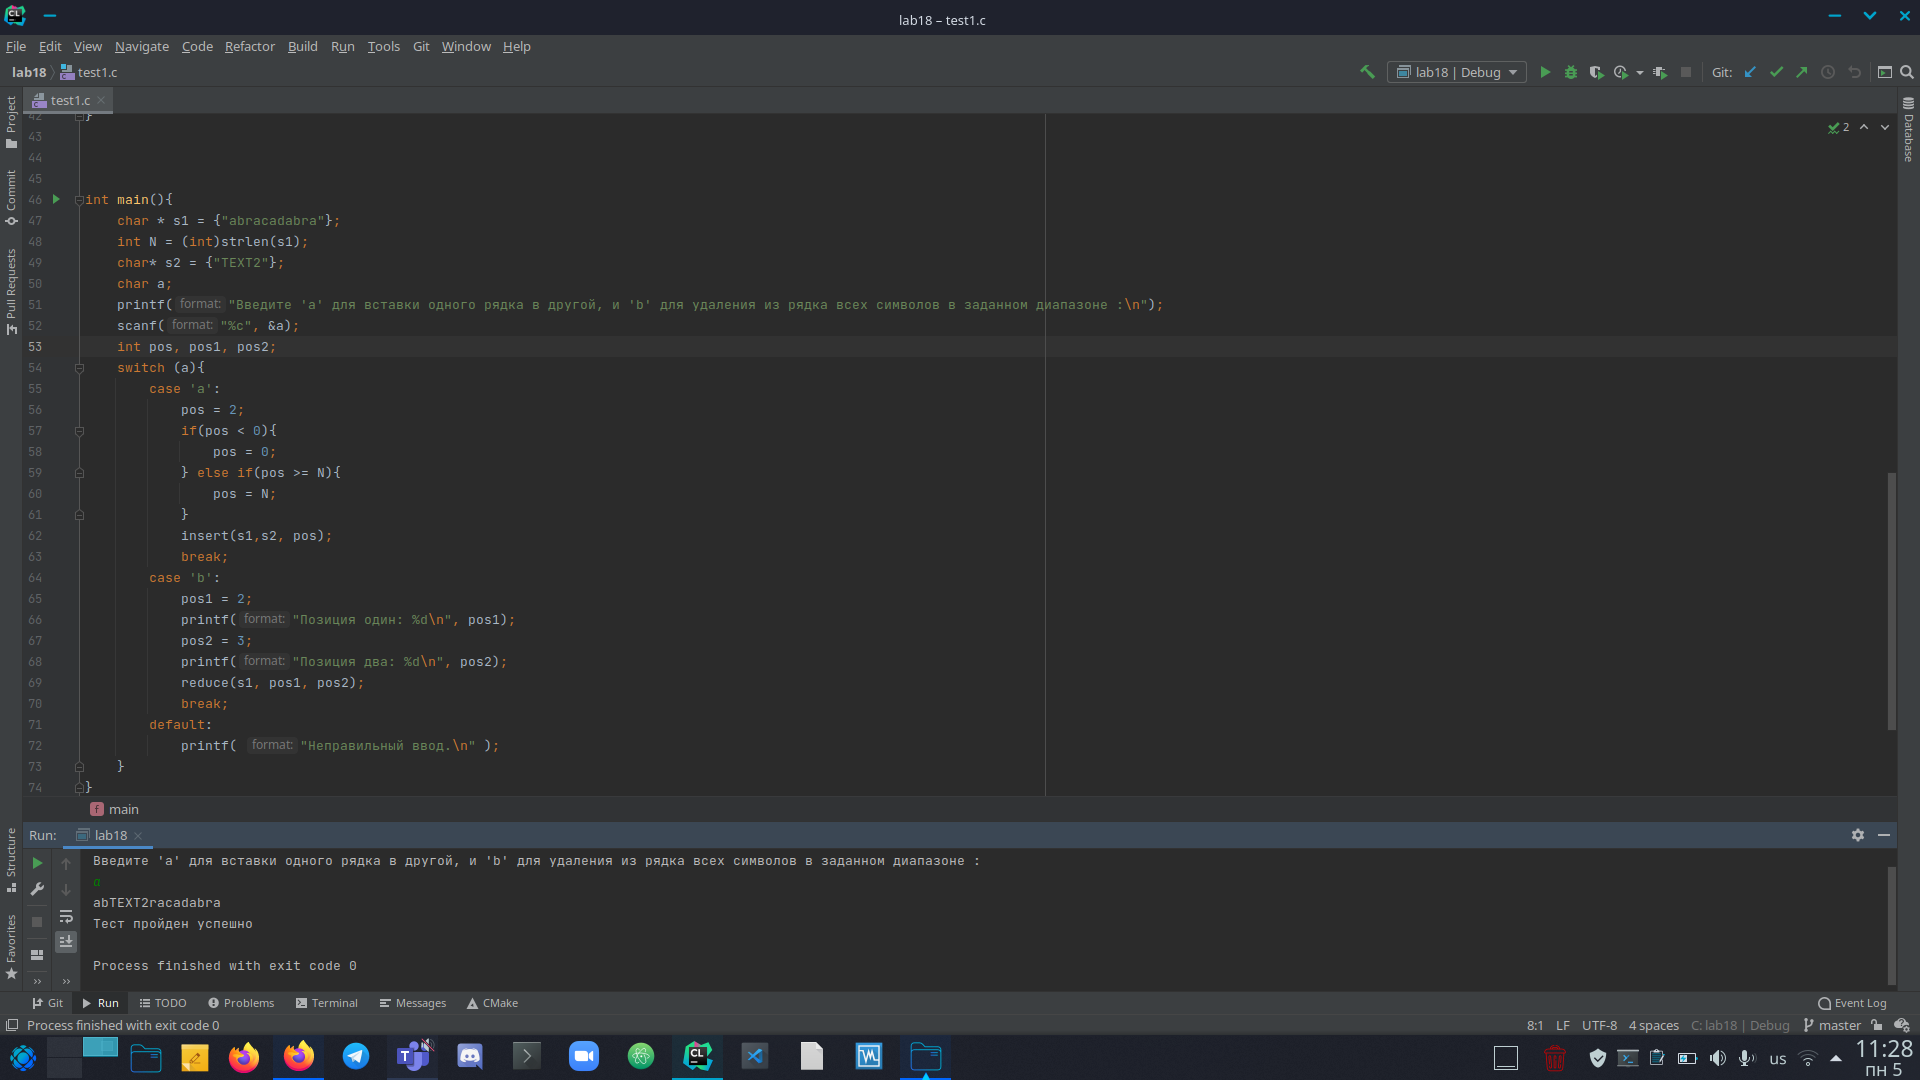 lab18 – test1.c
File Edit View Navigate Code Refactor Build Run Tools Git Window Help
lab18 test1.c lab18 | Debug Git:
test1.c
Project
Commit
Pull Requests
Structure
Favorites
Database
2
42 }
43
44
45
46 int main(){
47 char * s1 = {"abracadabra"};
48 int N = (int)strlen(s1);
49 char* s2 = {"TEXT2"};
50 char a;
51 printf( format: "Введите 'a' для вставки одного рядка в другой, и 'b' для удаления из рядка всех символов в заданном диапазоне :\n");
52 scanf( format: "%c", &a);
53 int pos, pos1, pos2;
54 switch (a){
55 case 'a':
56 pos = 2;
57 if(pos < 0){
58 pos = 0;
59 } else if(pos >= N){
60 pos = N;
61 }
62 insert(s1,s2, pos);
63 break;
64 case 'b':
65 pos1 = 2;
66 printf( format: "Позиция один: %d\n", pos1);
67 pos2 = 3;
68 printf( format: "Позиция два: %d\n", pos2);
69 reduce(s1, pos1, pos2);
70 break;
71 default:
72 printf( format: "Неправильный ввод.\n" );
73 }
74 }
f main
Run: lab18
Введите 'a' для вставки одного рядка в другой, и 'b' для удаления из рядка всех символов в заданном диапазоне :
a
abTEXT2racadabra
Тест пройден успешно
Process finished with exit code 0
Git Run TODO Problems Terminal Messages CMake Event Log
Process finished with exit code 0 8:1 LF UTF-8 4 spaces C: lab18 | Debug master
us 11:28
пн 5